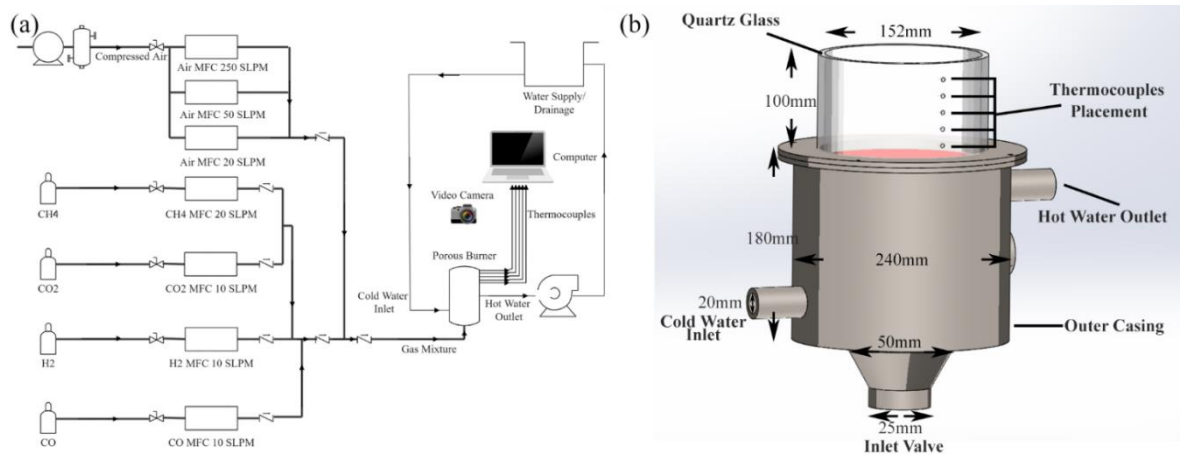 (a)
Compressed Air
Air MFC 250 SLPM
Air MFC 50 SLPM
Air MFC 20 SLPM
CH4
CH4 MFC 20 SLPM
CO2
CO2 MFC 10 SLPM
H2
H2 MFC 10 SLPM
CO
CO MFC 10 SLPM
Gas Mixture
Water Supply/
Drainage
Computer
Video Camera
Thermocouples
Porous Burner
Cold Water
Inlet
Hot Water
Outlet
(b)
Quartz Glass
152mm
100mm
Thermocouples
Placement
Hot Water Outlet
180mm
240mm
20mm
Cold Water
Inlet
Outer Casing
50mm
25mm
Inlet Valve